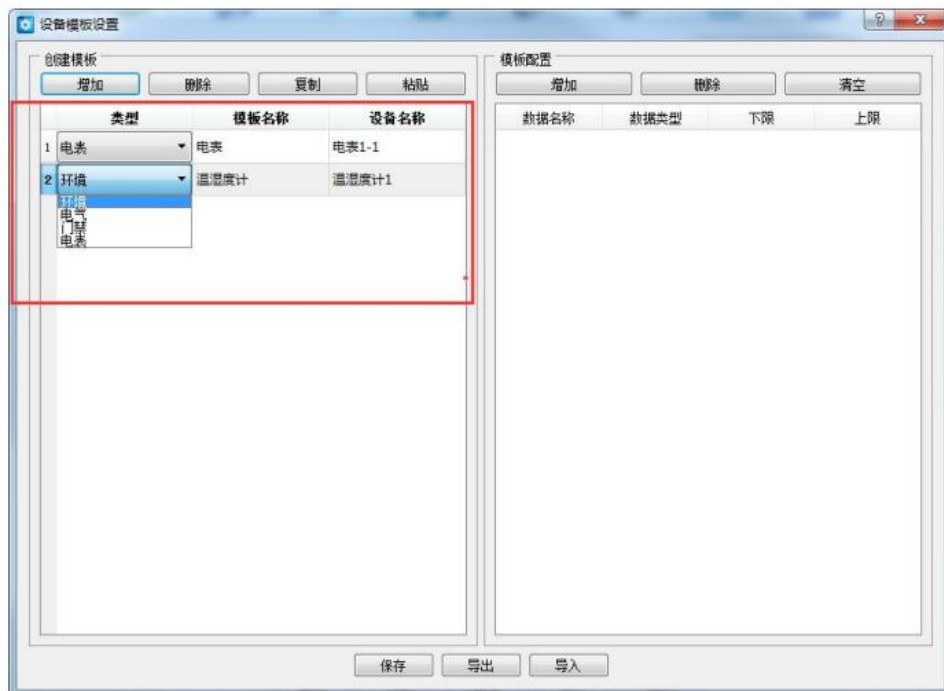 设备模板设置
创建模板
增加 删除 复制 粘贴
类型 模板名称 设备名称
1 电表 电表 电表1-1
2 环境 温湿度计 温湿度计1
环境
电气
门禁
电表
模板配置
增加 删除 清空
数据名称 数据类型 下限 上限
保存 导出 导入